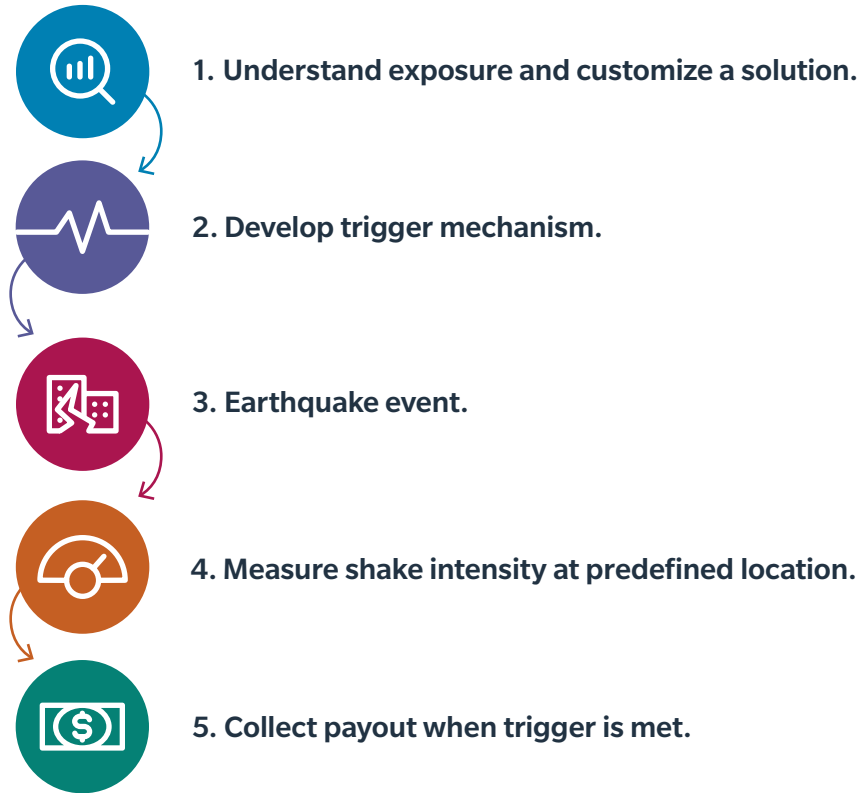 1. Understand exposure and customize a solution.
2. Develop trigger mechanism.
3. Earthquake event.
4. Measure shake intensity at predefined location.
$
5. Collect payout when trigger is met.